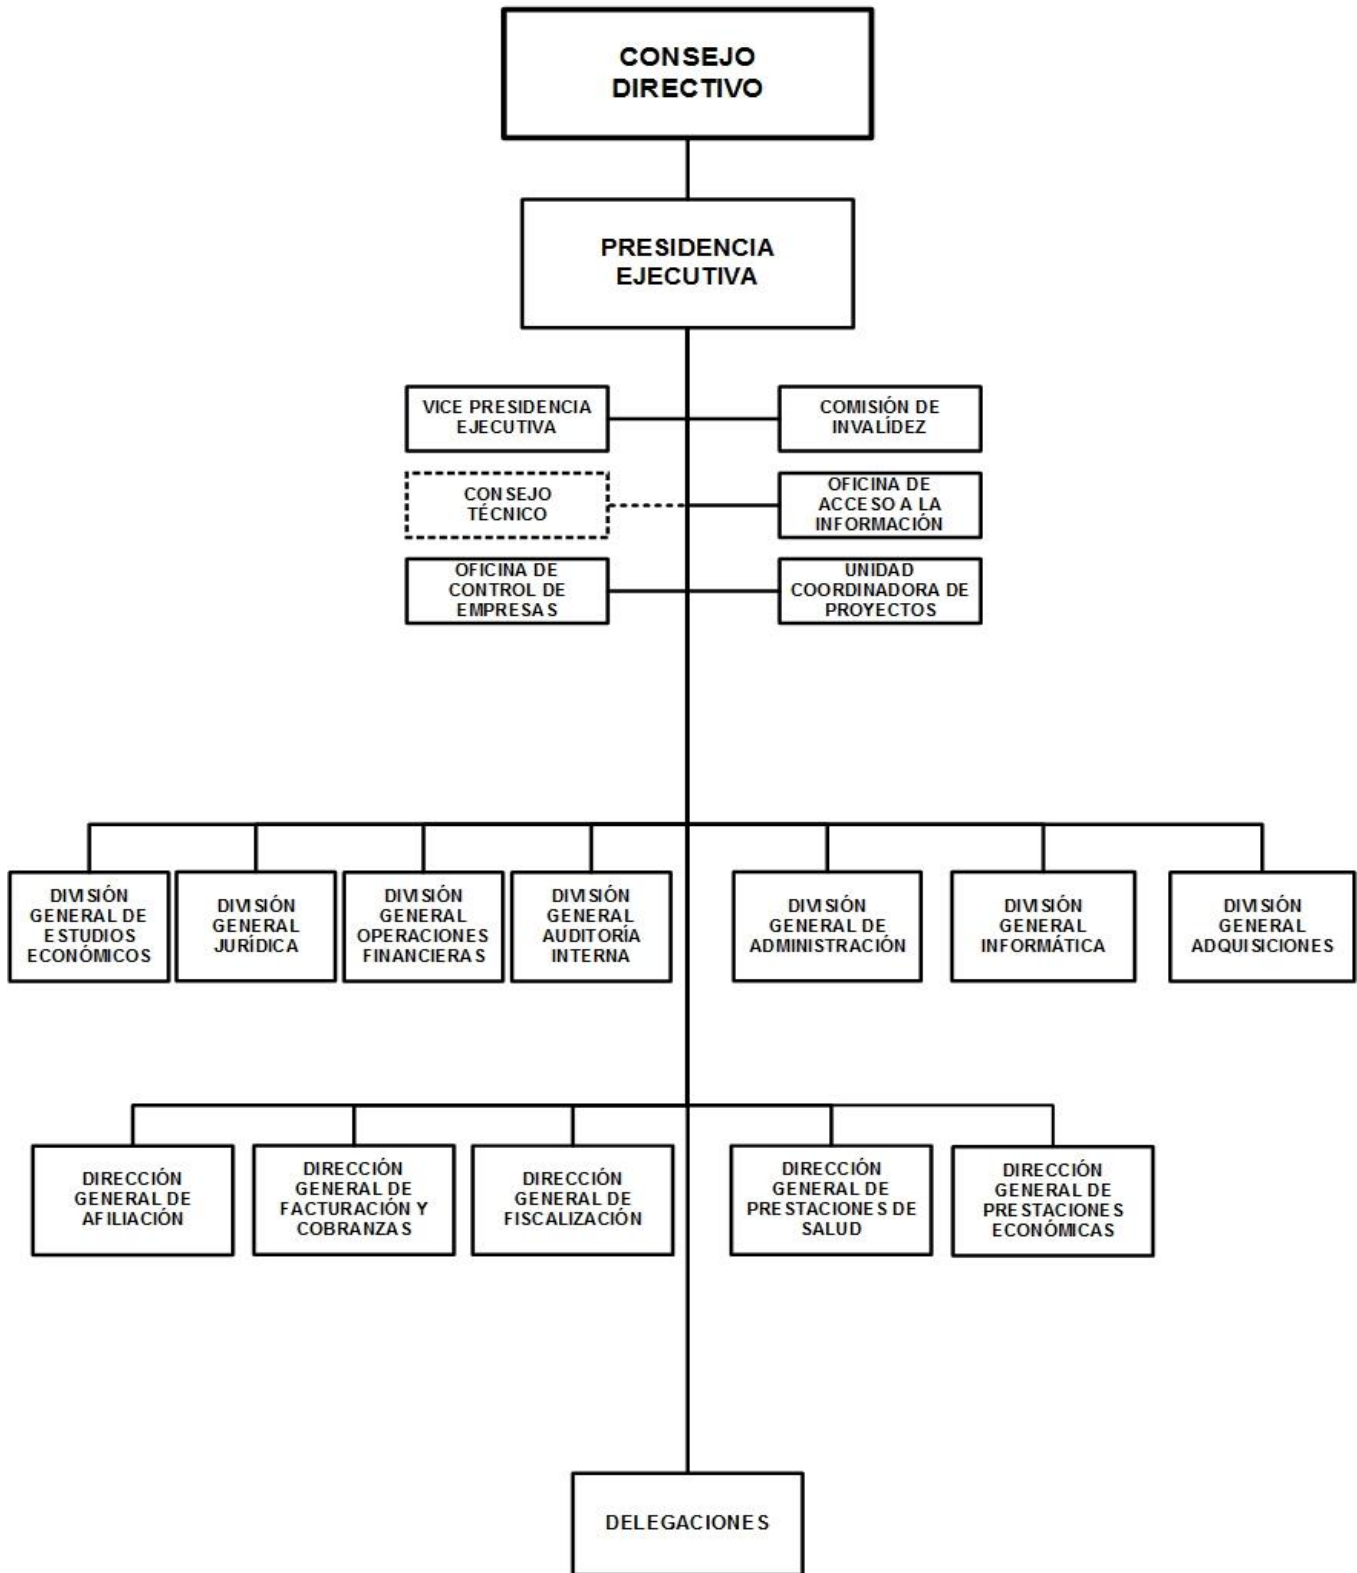 CONSEJO
DIRECTIVO
PRESIDENCIA
EJECUTIVA
VICE PRESIDENCIA
EJECUTIVA
COMISIÓN DE
INVALÍDEZ
CONSEJO
TÉCNICO
OFICINA DE
ACCESO A LA
INFORMACIÓN
OFICINA DE
CONTROL DE
EMPRESAS
UNIDAD
COORDINADORA DE
PROYECTOS
DIVISIÓN
GENERAL DE
ESTUDIOS
ECONÓMICOS
DIVISIÓN
GENERAL
JURÍDICA
DIVISIÓN
GENERAL
OPERACIONES
FINANCIERAS
DIVISIÓN
GENERAL
AUDITORÍA
INTERNA
DIVISIÓN
GENERAL DE
ADMINISTRACIÓN
DIVISIÓN
GENERAL
INFORMÁTICA
DIVISIÓN
GENERAL
ADQUISICIONES
DIRECCIÓN
GENERAL DE
AFILIACIÓN
DIRECCIÓN
GENERAL DE
FACTURACIÓN Y
COBRANZAS
DIRECCIÓN
GENERAL DE
FISCALIZACIÓN
DIRECCIÓN
GENERAL DE
PRESTACIONES DE
SALUD
DIRECCIÓN
GENERAL DE
PRESTACIONES
ECONÓMICAS
DELEGACIONES